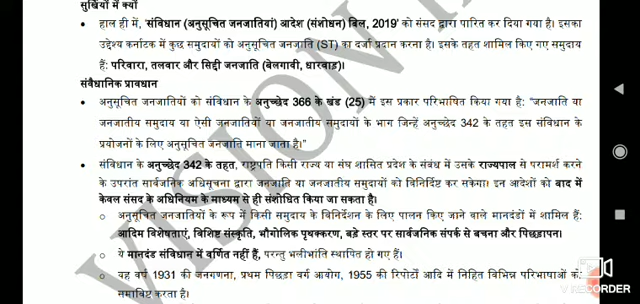 सुर्खियों में क्यों
• हाल ही में, 'संविधान (अनुसूचित जनजातियां) आदेश (संशोधन) बिल, 2019' को संसद द्वारा पारित कर दिया गया है। इसका
उद्देश्य कर्नाटक में कुछ समुदायों को अनुसूचित जनजाति (ST) का दर्जा प्रदान करना है। इसके तहत शामिल किए गए समुदाय
हैं: परिवारा, तलवार और सिद्दी जनजाति (बेलगावी, धारवाड़)।
संवैधानिक प्रावधान
• अनुसूचित जनजातियों को संविधान के अनुच्छेद 366 के खंड (25) में इस प्रकार परिभाषित किया गया है: "जनजाति या
जनजातीय समुदाय या ऐसी जनजातियों या जनजातीय समुदायों के भाग जिन्हें अनुच्छेद 342 के तहत इस संविधान के
प्रयोजनों के लिए अनुसूचित जनजाति माना जाता है।"
• संविधान के अनुच्छेद 342 के तहत, राष्ट्रपति किसी राज्य या संघ शासित प्रदेश के संबंध में उसके राज्यपाल से परामर्श करने
के उपरांत सार्वजनिक अधिसूचना द्वारा जनजाति या जनजातीय समुदायों को विनिर्दिष्ट कर सकेगा। इन आदेशों को बाद में
केवल संसद के अधिनियम के माध्यम से ही संशोधित किया जा सकता है।
o अनुसूचित जनजातियों के रूप में किसी समुदाय के विनिर्देशन के लिए पालन किए जाने वाले मानदंडों में शामिल हैं:
आदिम विशेषताएं, विशिष्ट संस्कृति, भौगोलिक पृथक्करण, बड़े स्तर पर सार्वजनिक संपर्क से बचना और पिछड़ापन।
o ये मानदंड संविधान में वर्णित नहीं हैं, परन्तु भलीभांति स्थापित हो गए हैं।
o यह वर्ष 1931 की जनगणना, प्रथम पिछड़ा वर्ग आयोग, 1955 की रिपोर्टों आदि में निहित विभिन्न परिभाषाओं को
समाविष्ट करता है।
VISION
V RECORDER